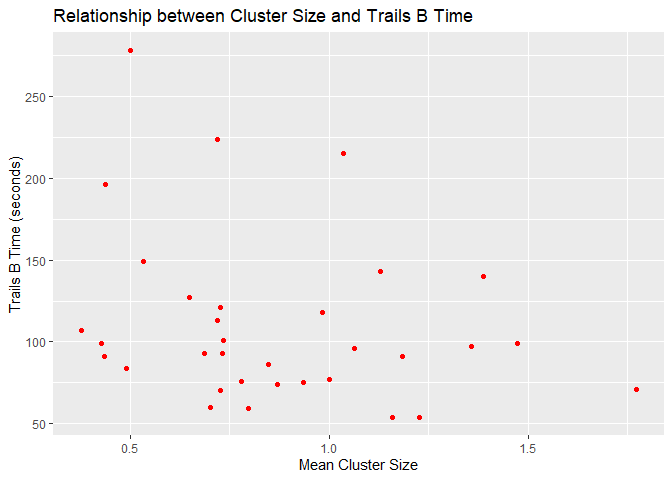 Relationship between Cluster Size and Trails B Time
Trails B Time (seconds)
250
200
150
100
50
0.5
1.0
1.5
Mean Cluster Size